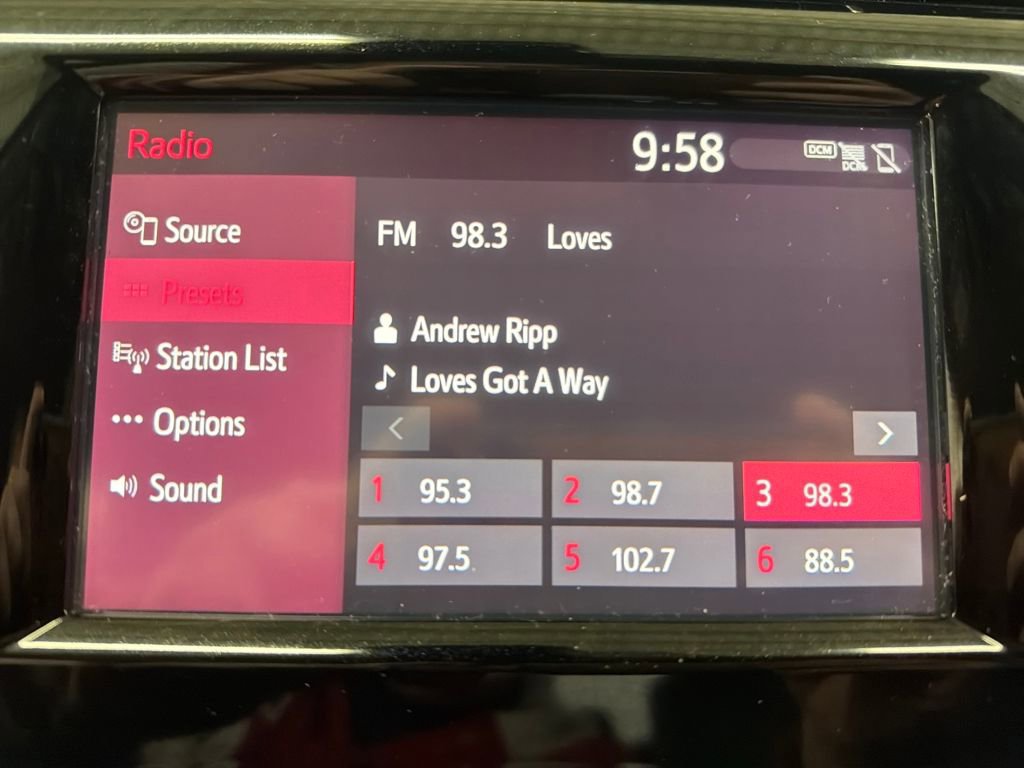 Radio
9:58
DCM
DCM
Source
Presets
Station List
Options
Sound
FM 98.3 Loves
Andrew Ripp
Loves Got A Way
< >
1 95.3
2 98.7
3 98.3
4 97.5
5 102.7
6 88.5